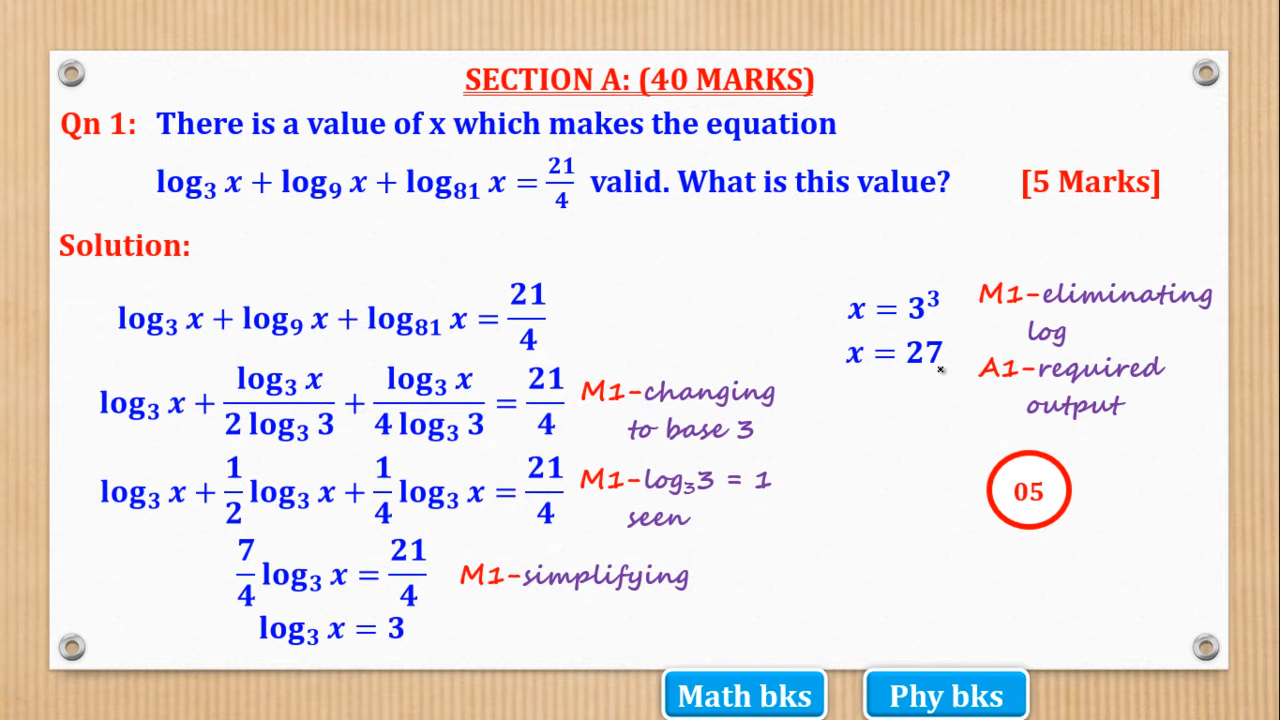 SECTION A: (40 MARKS)
Qn 1: There is a value of x which makes the equation
log₃ x + log₉ x + log₈₁ x = 21/4 valid. What is this value? [5 Marks]
Solution:
log₃ x + log₉ x + log₈₁ x = 21/4
log₃ x + log₃ x / 2 log₃ 3 + log₃ x / 4 log₃ 3 = 21/4 M1-changing to base 3
log₃ x + 1/2 log₃ x + 1/4 log₃ x = 21/4 M1-log₃3 = 1 seen
7/4 log₃ x = 21/4 M1-simplifying
log₃ x = 3
x = 3³ M1-eliminating log
x = 27 A1-required output
05
Math bks
Phy bks